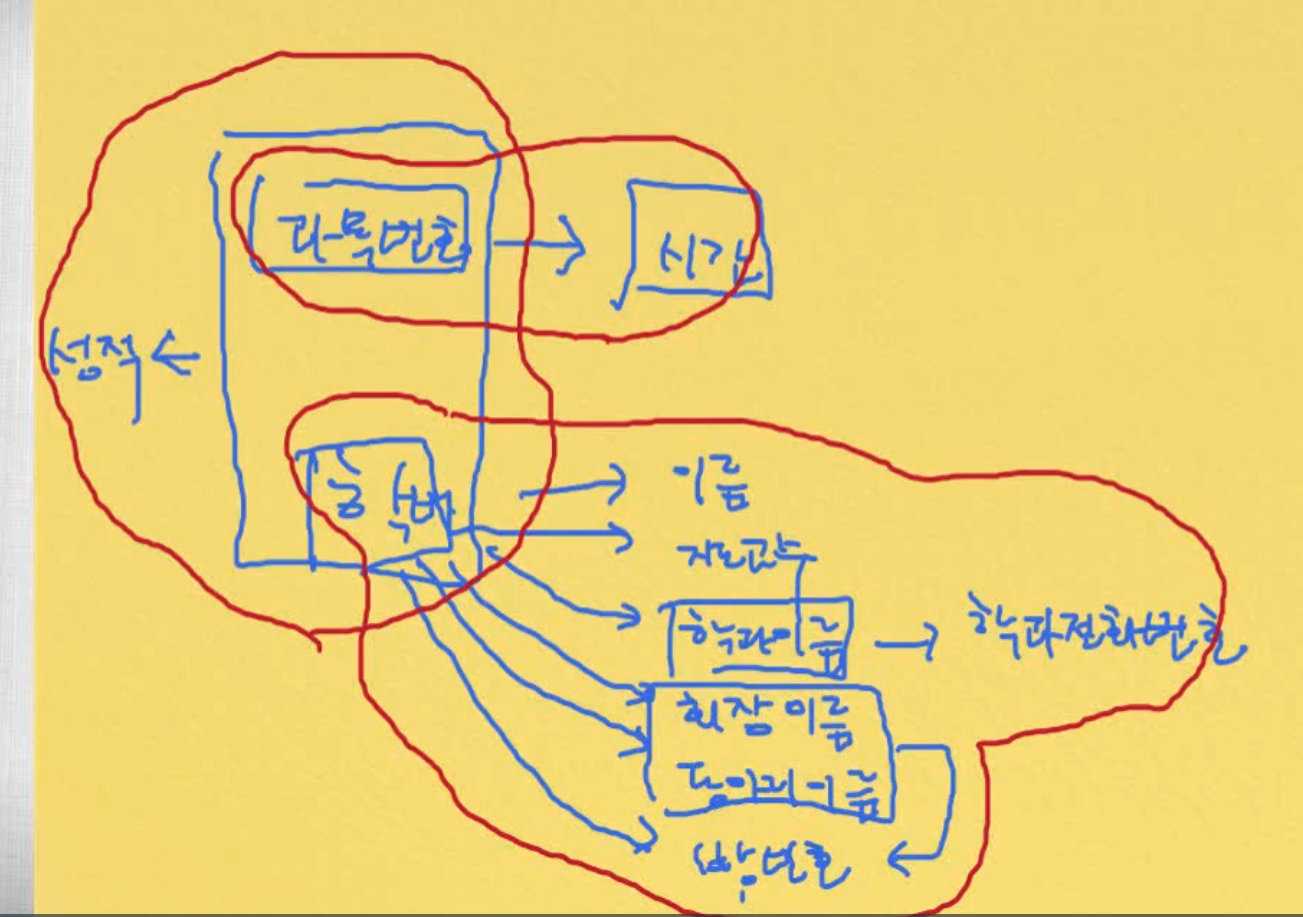 과목번호
시간
성적
학번
이름
지도교수
학과이름
학과전화번호
회장이름
동아리이름
방번호